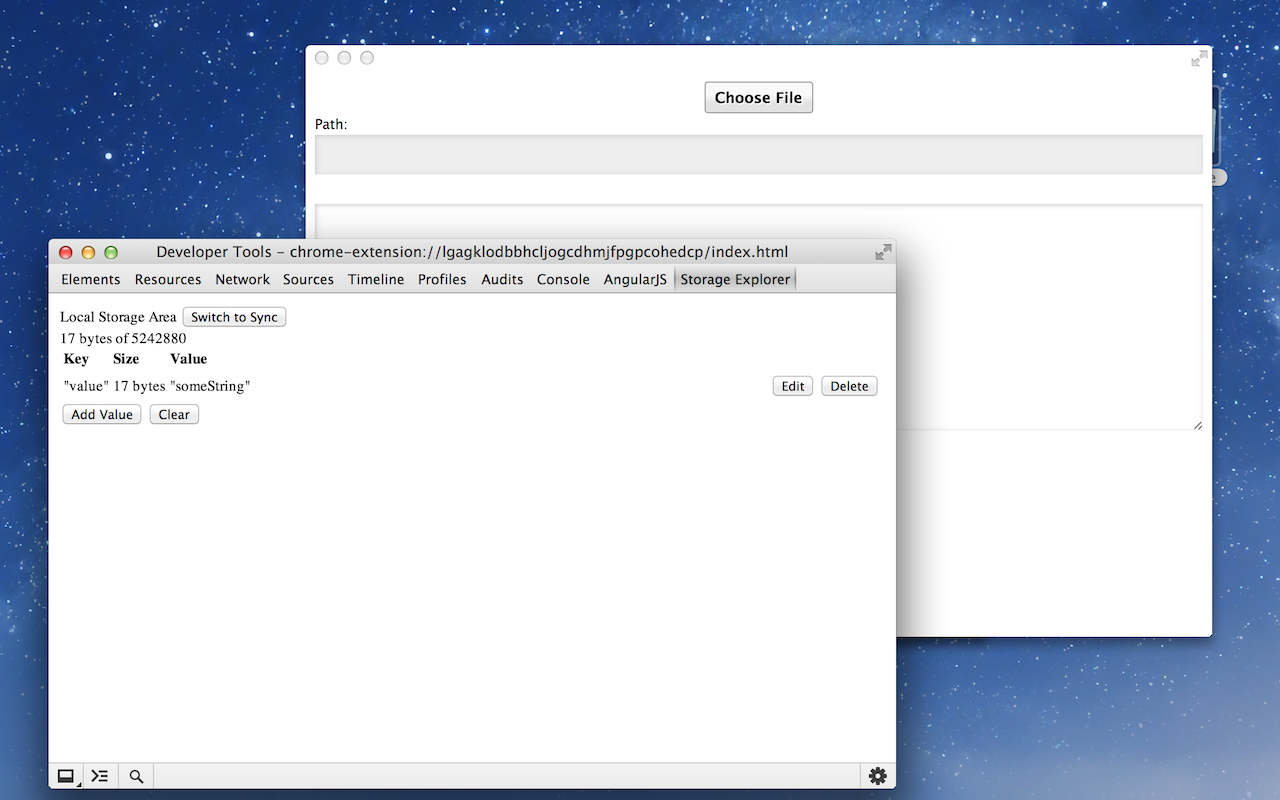 Choose File
Path:
e
Developer Tools - chrome-extension://lgagklodbbhcljogcdhmjfpgpcohedcp/index.html
Elements Resources Network Sources Timeline Profiles Audits Console AngularJS Storage Explorer
Local Storage Area Switch to Sync
17 bytes of 5242880
Key Size Value
"value" 17 bytes "someString" Edit Delete
Add Value Clear